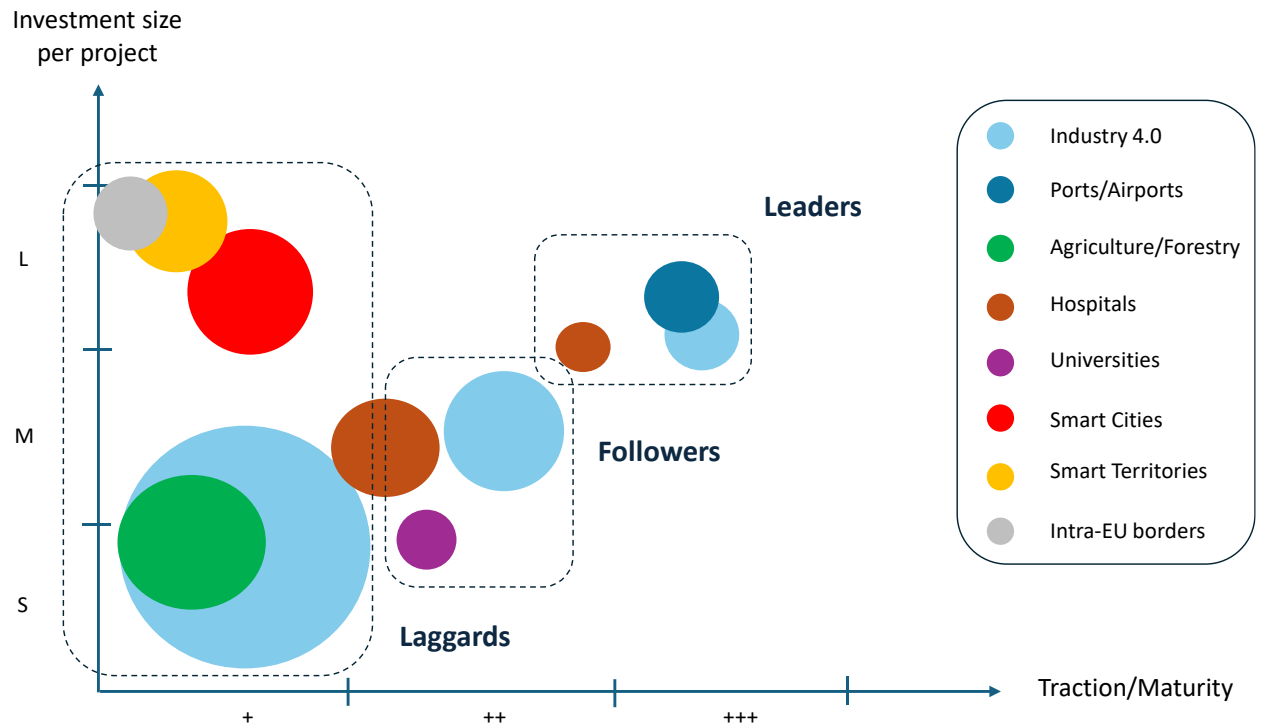 Investment size
per project
L
M
S
Leaders
Followers
Laggards
+
++
+++
Traction/Maturity
Industry 4.0
Ports/Airports
Agriculture/Forestry
Hospitals
Universities
Smart Cities
Smart Territories
Intra-EU borders